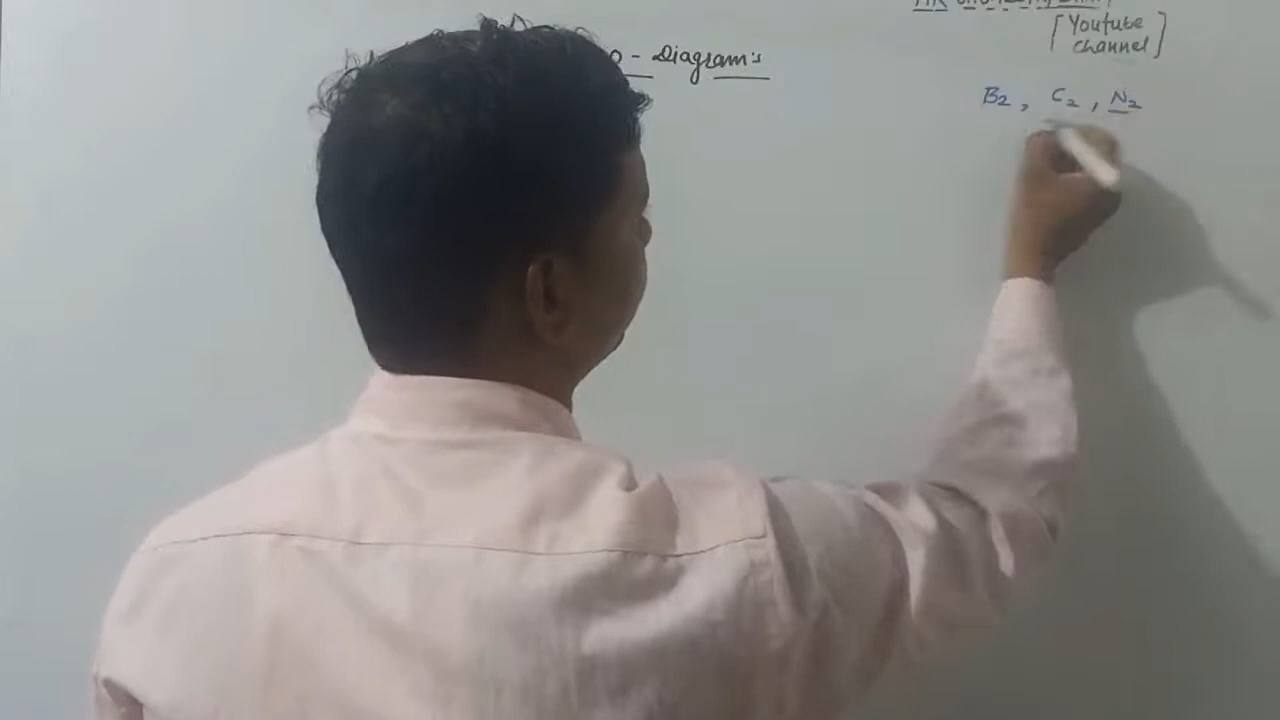 [Youtube
channel]
o - Diagram's
B2, C2, N2